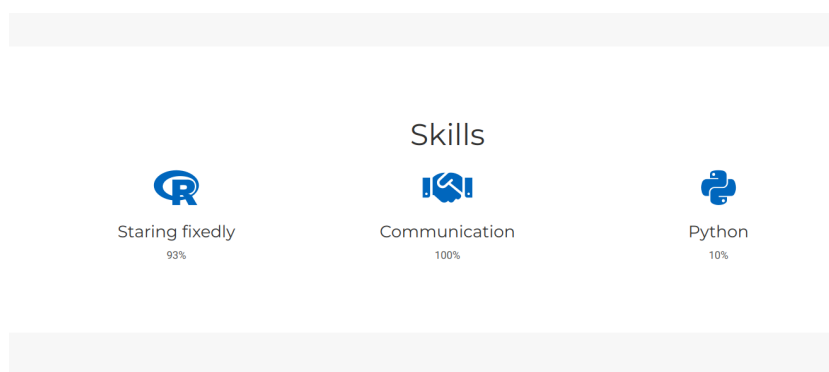 Skills
Staring fixedly
93%
Communication
100%
Python
10%